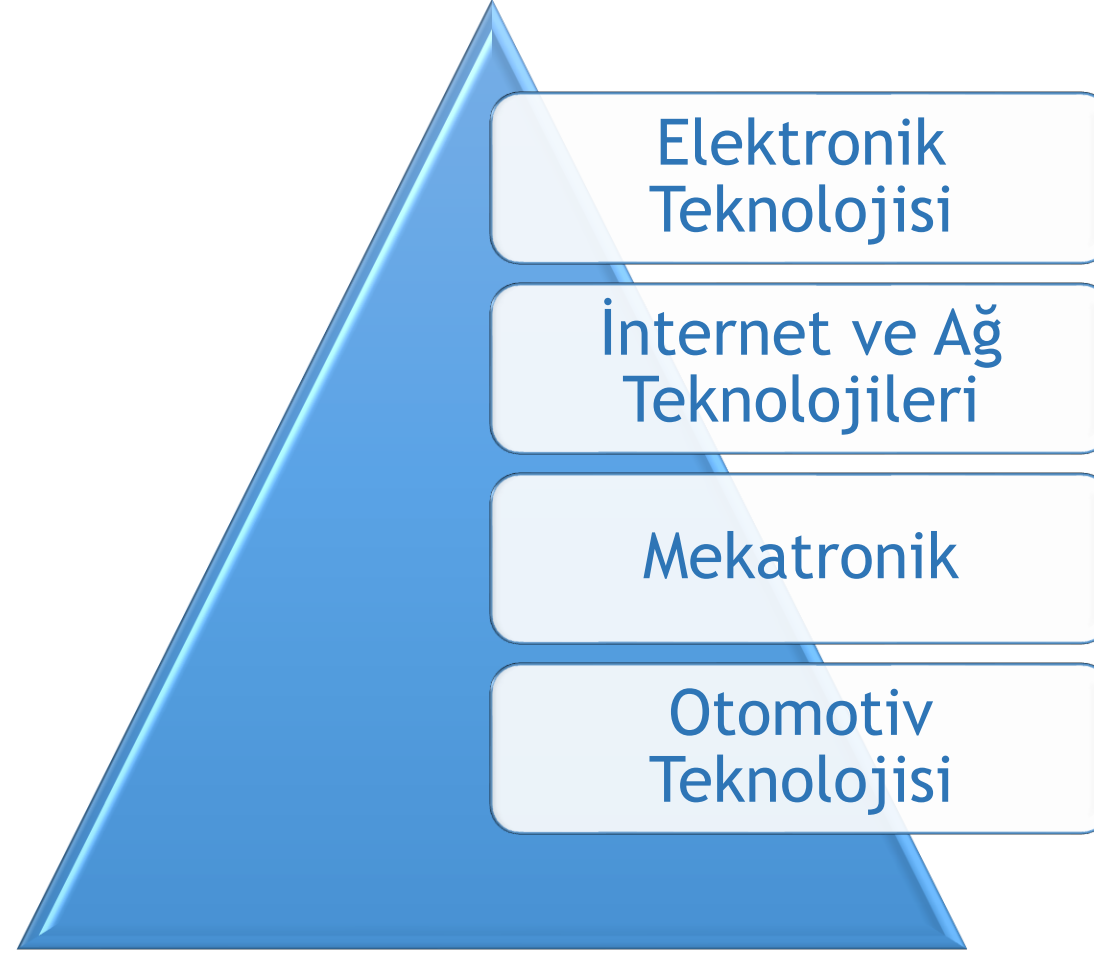 Elektronik
Teknolojisi
İnternet ve Ağ
Teknolojileri
Mekatronik
Otomotiv
Teknolojisi